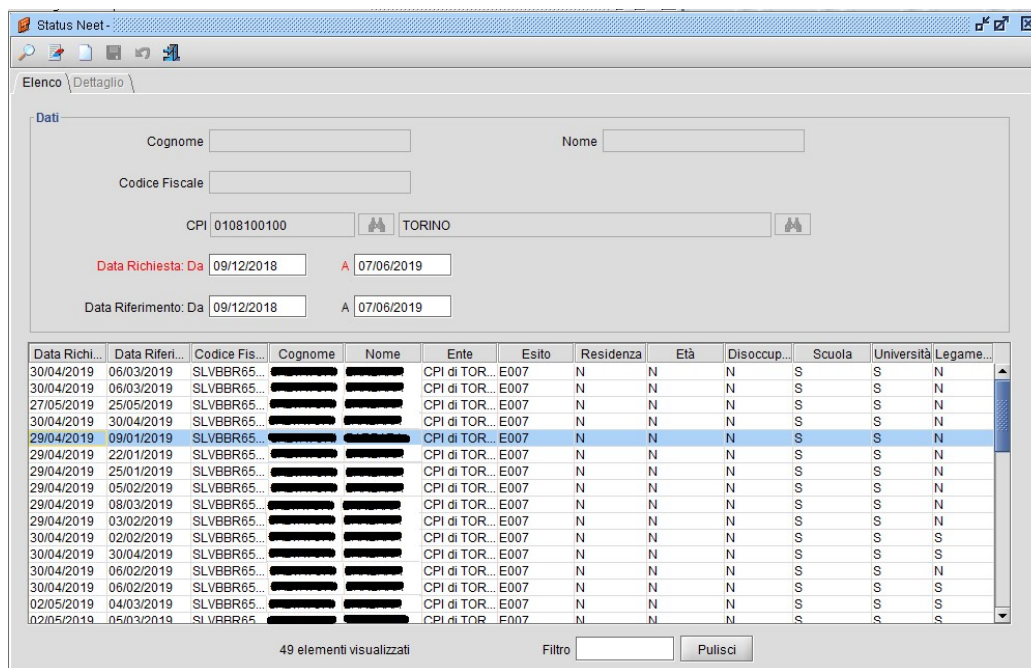 Status Neet -
Elenco Dettaglio
Dati
Cognome Nome
Codice Fiscale
CPI 0108100100 TORINO
Data Richiesta: Da 09/12/2018 A 07/06/2019
Data Riferimento: Da 09/12/2018 A 07/06/2019
Data Richi... Data Riferi... Codice Fis... Cognome Nome Ente Esito Residenza Età Disoccup... Scuola Università Legame...
30/04/2019 06/03/2019 SLVBBR65... CPI di TOR... E007 N N N S S N
30/04/2019 06/03/2019 SLVBBR65... CPI di TOR... E007 N N N S S N
27/05/2019 25/05/2019 SLVBBR65... CPI di TOR... E007 N N N S S N
30/04/2019 30/04/2019 SLVBBR65... CPI di TOR... E007 N N N S S N
29/04/2019 09/01/2019 SLVBBR65... CPI di TOR... E007 N N N S S N
29/04/2019 22/01/2019 SLVBBR65... CPI di TOR... E007 N N N S S N
29/04/2019 25/01/2019 SLVBBR65... CPI di TOR... E007 N N N S S N
29/04/2019 05/02/2019 SLVBBR65... CPI di TOR... E007 N N N S S N
29/04/2019 08/03/2019 SLVBBR65... CPI di TOR... E007 N N N S S N
29/04/2019 03/02/2019 SLVBBR65... CPI di TOR... E007 N N N S S N
30/04/2019 02/02/2019 SLVBBR65... CPI di TOR... E007 N N N S S S
30/04/2019 30/04/2019 SLVBBR65... CPI di TOR... E007 N N N S S S
30/04/2019 06/02/2019 SLVBBR65... CPI di TOR... E007 N N N S S N
30/04/2019 06/02/2019 SLVBBR65... CPI di TOR... E007 N N N S S S
02/05/2019 04/03/2019 SLVBBR65... CPI di TOR... E007 N N N S S S
02/05/2019 05/03/2019 SLVBBR65... CPI di TOR... E007 N N N S S S
49 elementi visualizzati Filtro Pulisci